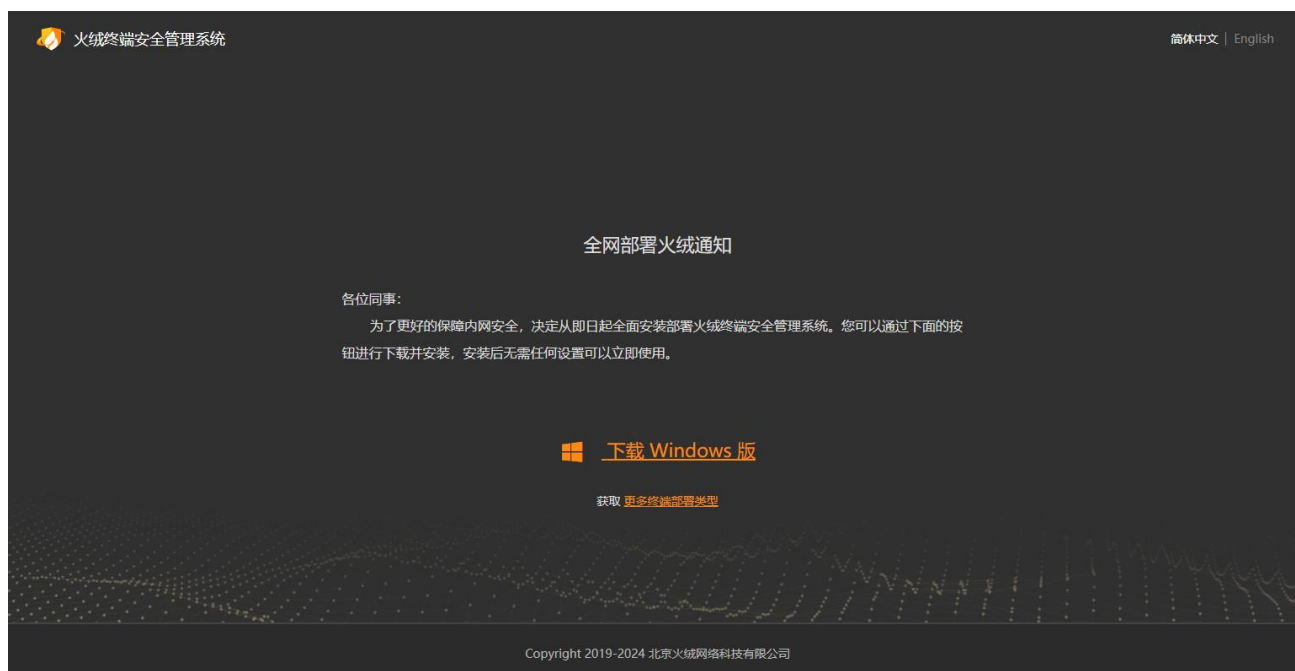 火绒终端安全管理系统
简体中文 | English
全网部署火绒通知
各位同事：
为了更好的保障内网安全，决定从即日起全面安装部署火绒终端安全管理系统。您可以通过下面的按
钮进行下载并安装，安装后无需任何设置可以立即使用。
下载 Windows 版
获取 更多终端部署类型
Copyright 2019-2024 北京火绒网络科技有限公司